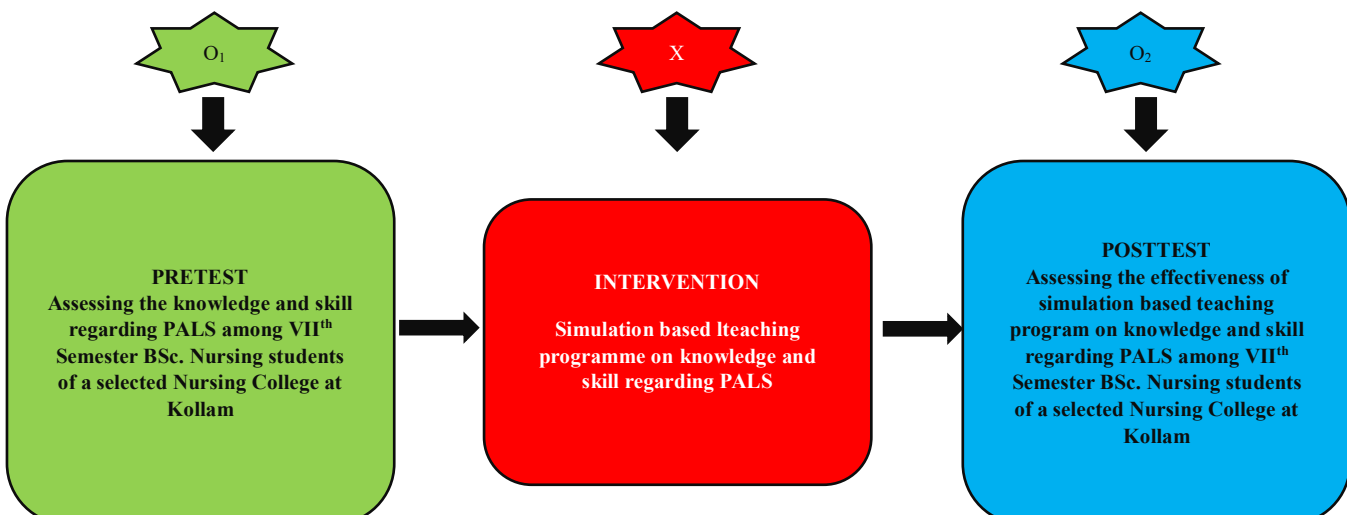 O₁
X
O₂
PRETEST
Assessing the knowledge and skill
regarding PALS among VIIth
Semester BSc. Nursing students
of a selected Nursing College at
Kollam
INTERVENTION
Simulation based lteaching
programme on knowledge and
skill regarding PALS
POSTTEST
Assessing the effectiveness of
simulation based teaching
program on knowledge and skill
regarding PALS among VIIth
Semester BSc. Nursing students
of a selected Nursing College at
Kollam